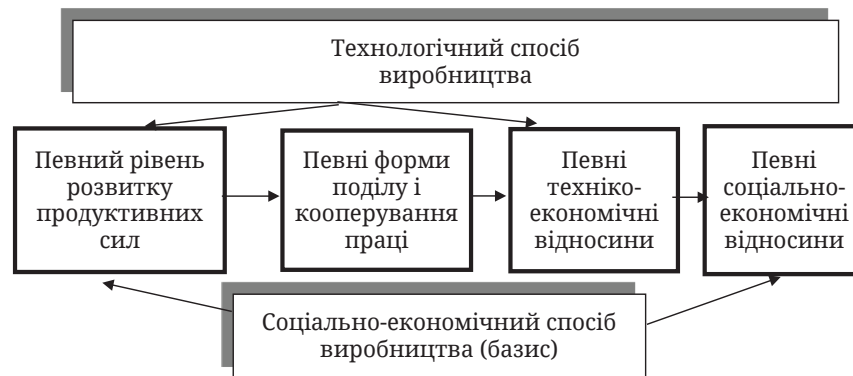 Технологічний спосіб
виробництва
Певний рівень
розвитку
продуктивних
сил
Певні форми
поділу і
кооперування
праці
Певні
техніко-
економічні
відносини
Певні
соціально-
економічні
відносини
Соціально-економічний спосіб
виробництва (базис)